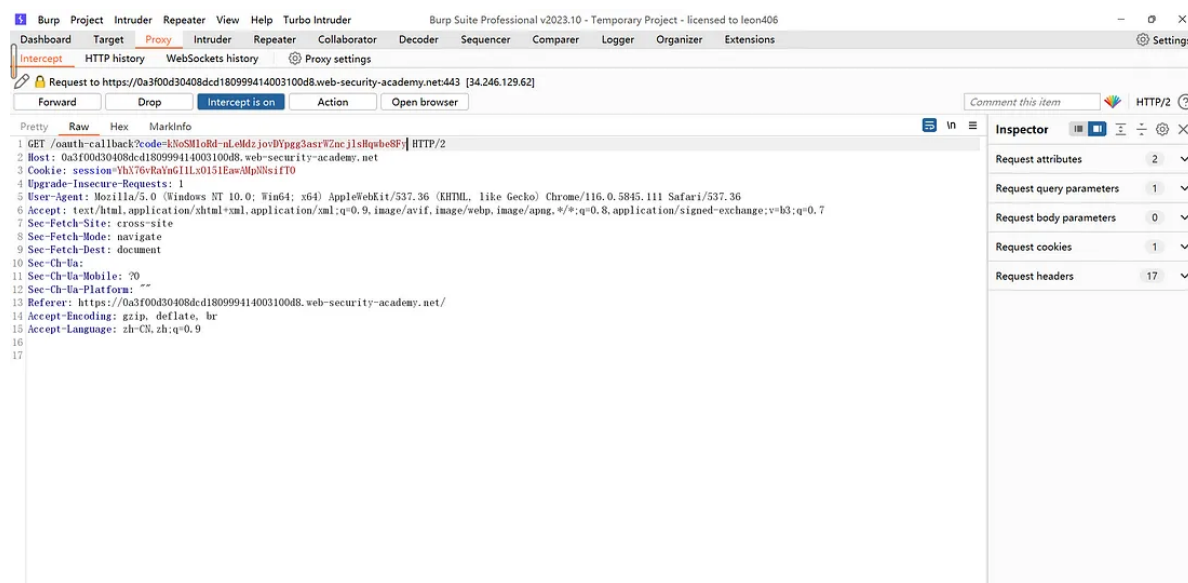 Burp Project Intruder Repeater View Help Turbo Intruder Burp Suite Professional v2023.10 - Temporary Project - licensed to leon406
Dashboard Target Proxy Intruder Repeater Collaborator Decoder Sequencer Comparer Logger Organizer Extensions Settings
Intercept HTTP history WebSockets history Proxy settings
Request to https://0a3f00d30408dcd180999414003100d8.web-security-academy.net:443 [34.246.129.62]
Forward Drop Intercept is on Action Open browser Comment this item HTTP/2
Pretty Raw Hex MarkInfo \n Inspector
1 GET /oauth-callback?code=kNoSMloRd-nLeMdzjovDYpgg3asrWZncjlsHqwbe8Fy HTTP/2
2 Host: 0a3f00d30408dcd180999414003100d8.web-security-academy.net
3 Cookie: session=YhX76vRaYnGI1LxO151EawAMpNNsifTO
4 Upgrade-Insecure-Requests: 1
5 User-Agent: Mozilla/5.0 (Windows NT 10.0; Win64; x64) AppleWebKit/537.36 (KHTML, like Gecko) Chrome/116.0.5845.111 Safari/537.36
6 Accept: text/html,application/xhtml+xml,application/xml;q=0.9,image/avif,image/webp,image/apng,*/*;q=0.8,application/signed-exchange;v=b3;q=0.7
7 Sec-Fetch-Site: cross-site
8 Sec-Fetch-Mode: navigate
9 Sec-Fetch-Dest: document
10 Sec-Ch-Ua:
11 Sec-Ch-Ua-Mobile: ?0
12 Sec-Ch-Ua-Platform: ""
13 Referer: https://0a3f00d30408dcd180999414003100d8.web-security-academy.net/
14 Accept-Encoding: gzip, deflate, br
15 Accept-Language: zh-CN,zh;q=0.9
16
17
Request attributes 2
Request query parameters 1
Request body parameters 0
Request cookies 1
Request headers 17